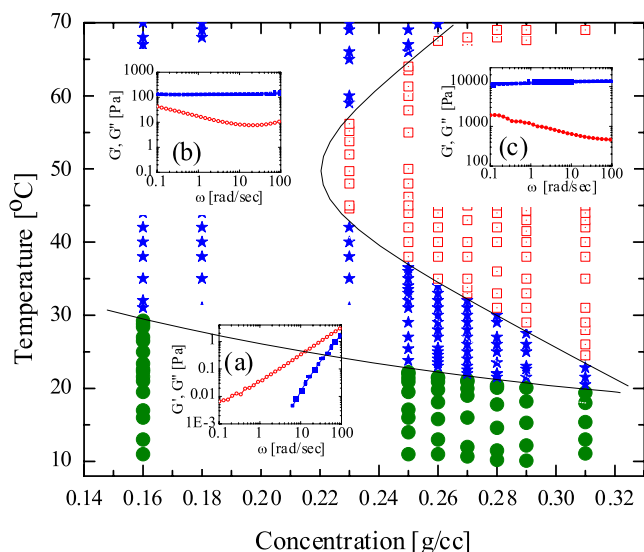 70
60
50
40
30
20
10
Temperature [°C]
1000
100
10
1
0.1
G', G'' [Pa]
(b)
0.1 1 10 100
ω [rad/sec]
10000
1000
100
G', G'' [Pa]
(c)
0.1 1 10 100
ω [rad/sec]
(a)
1
0.1
0.01
1E-3
G', G'' [Pa]
0.1 1 10 100
ω [rad/sec]
0.14 0.16 0.18 0.20 0.22 0.24 0.26 0.28 0.30 0.32
Concentration [g/cc]